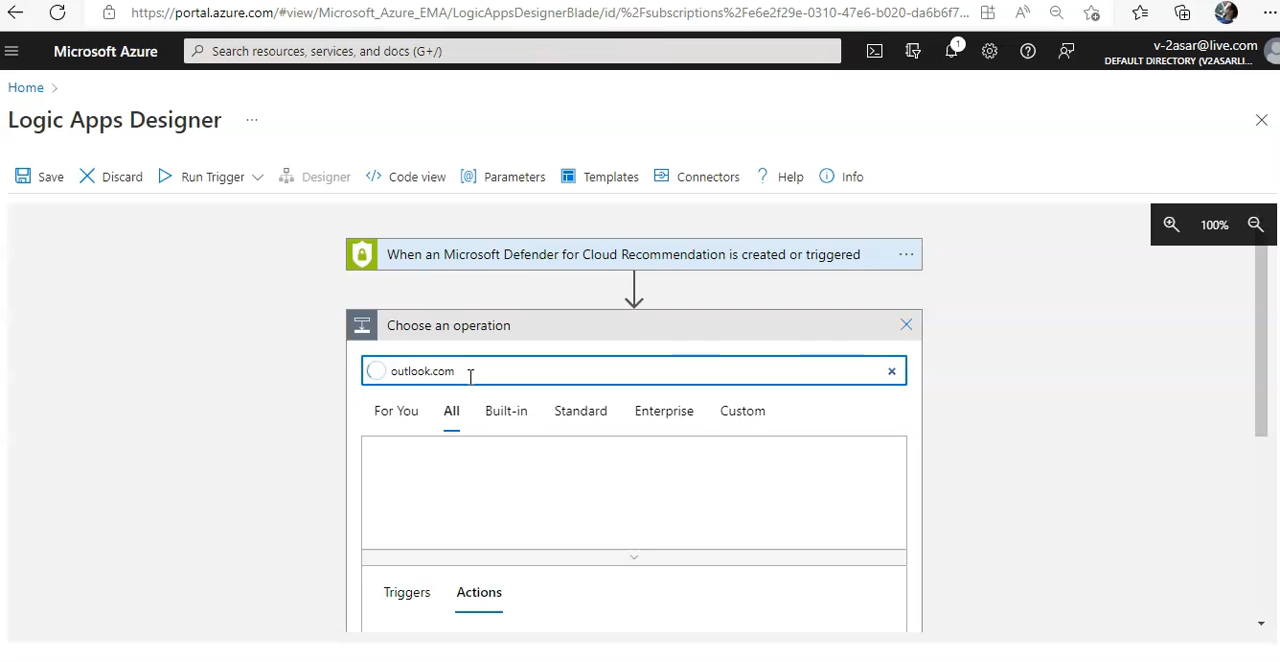 https://portal.azure.com/#view/Microsoft_Azure_EMA/LogicAppsDesignerBlade/id/%2Fsubscriptions%2Fe6e2f29e-0310-47e6-b020-da6b6f7...
Microsoft Azure
Search resources, services, and docs (G+/)
1
v-2asar@live.com
DEFAULT DIRECTORY (V2ASARLI...
Home >
Logic Apps Designer ...
Save Discard Run Trigger Designer Code view Parameters Templates Connectors Help Info
100%
When an Microsoft Defender for Cloud Recommendation is created or triggered
Choose an operation
outlook.com
For You All Built-in Standard Enterprise Custom
Triggers Actions